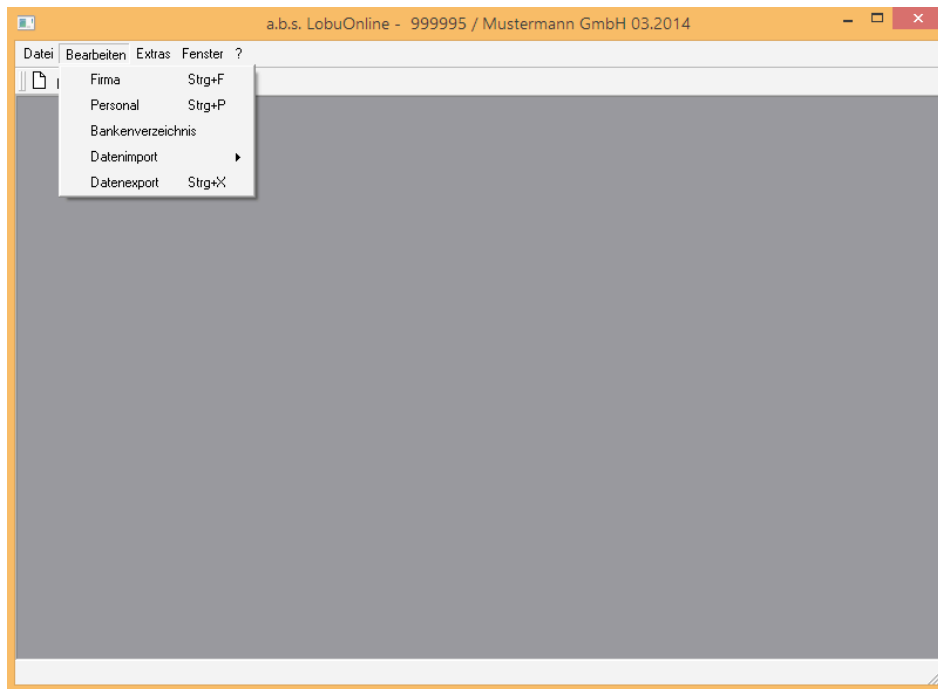 a.b.s. LobuOnline - 999995 / Mustermann GmbH 03.2014
Datei Bearbeiten Extras Fenster ?
Firma Strg+F
Personal Strg+P
Bankenverzeichnis
Datenimport
Datenexport Strg+X